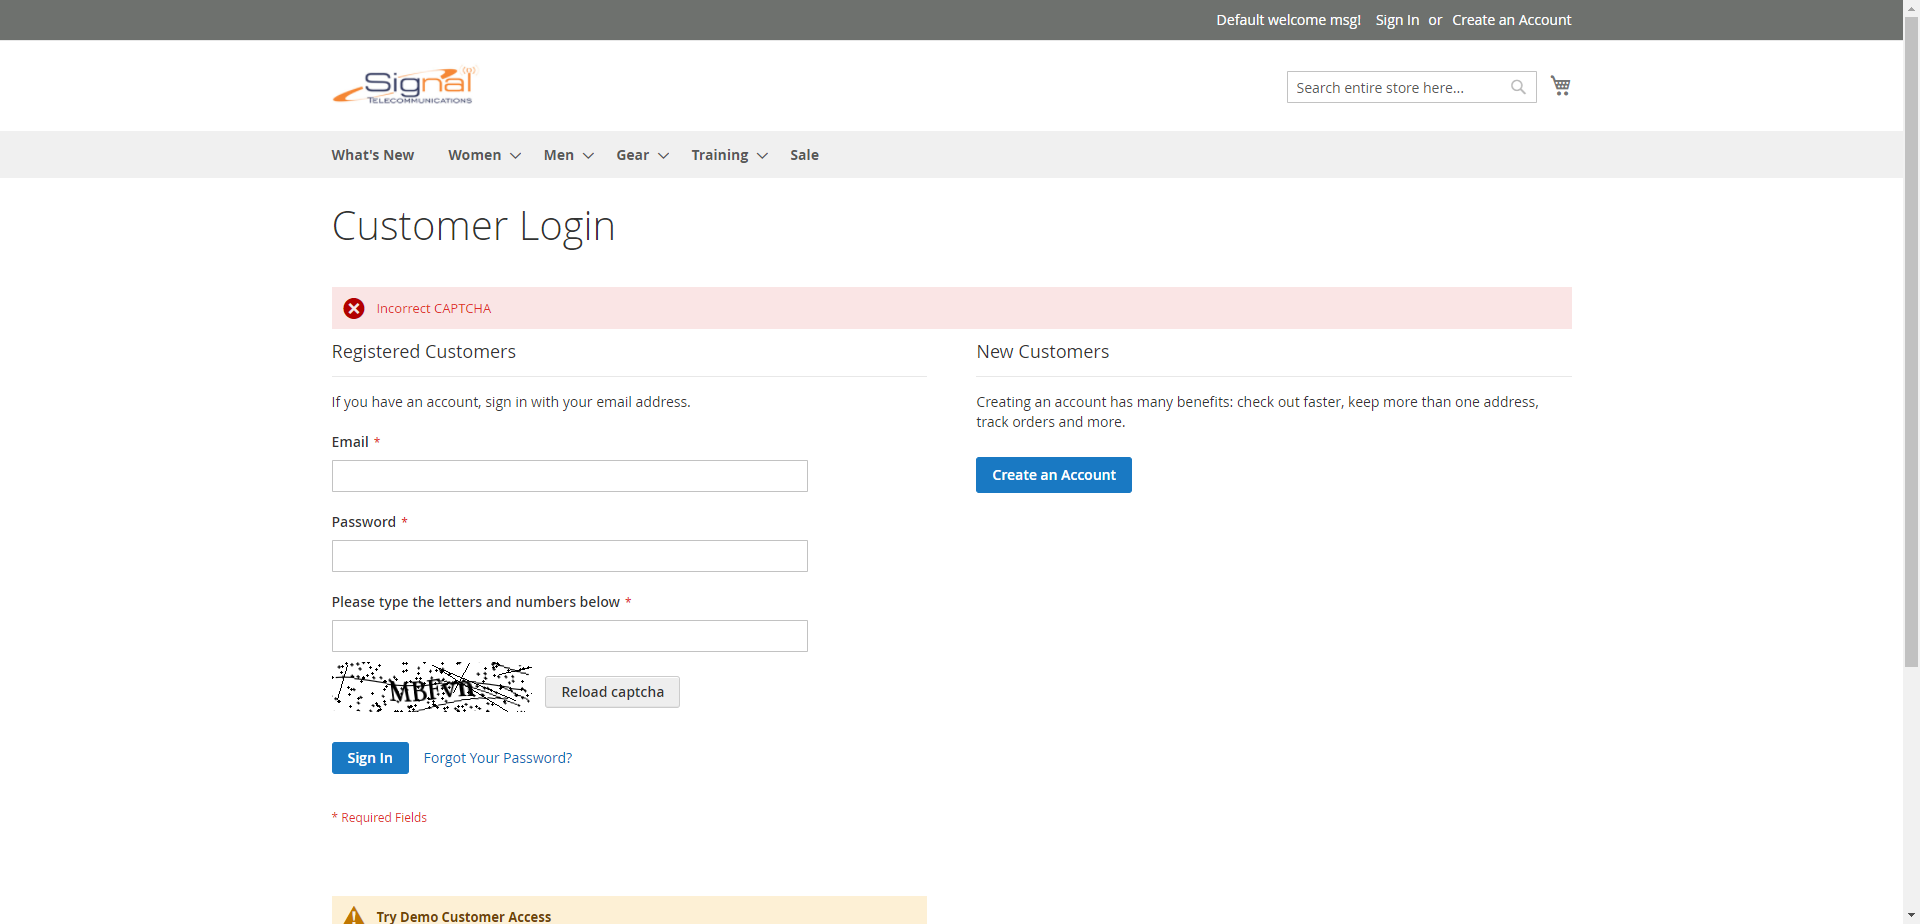 Default welcome msg! Sign In or Create an Account
Signal
TELECOMMUNICATIONS
Search entire store here...
What's New Women Men Gear Training Sale
Customer Login
Incorrect CAPTCHA
Registered Customers
If you have an account, sign in with your email address.
Email *
Password *
Please type the letters and numbers below *
Reload captcha
Sign In Forgot Your Password?
* Required Fields
Try Demo Customer Access
New Customers
Creating an account has many benefits: check out faster, keep more than one address,
track orders and more.
Create an Account